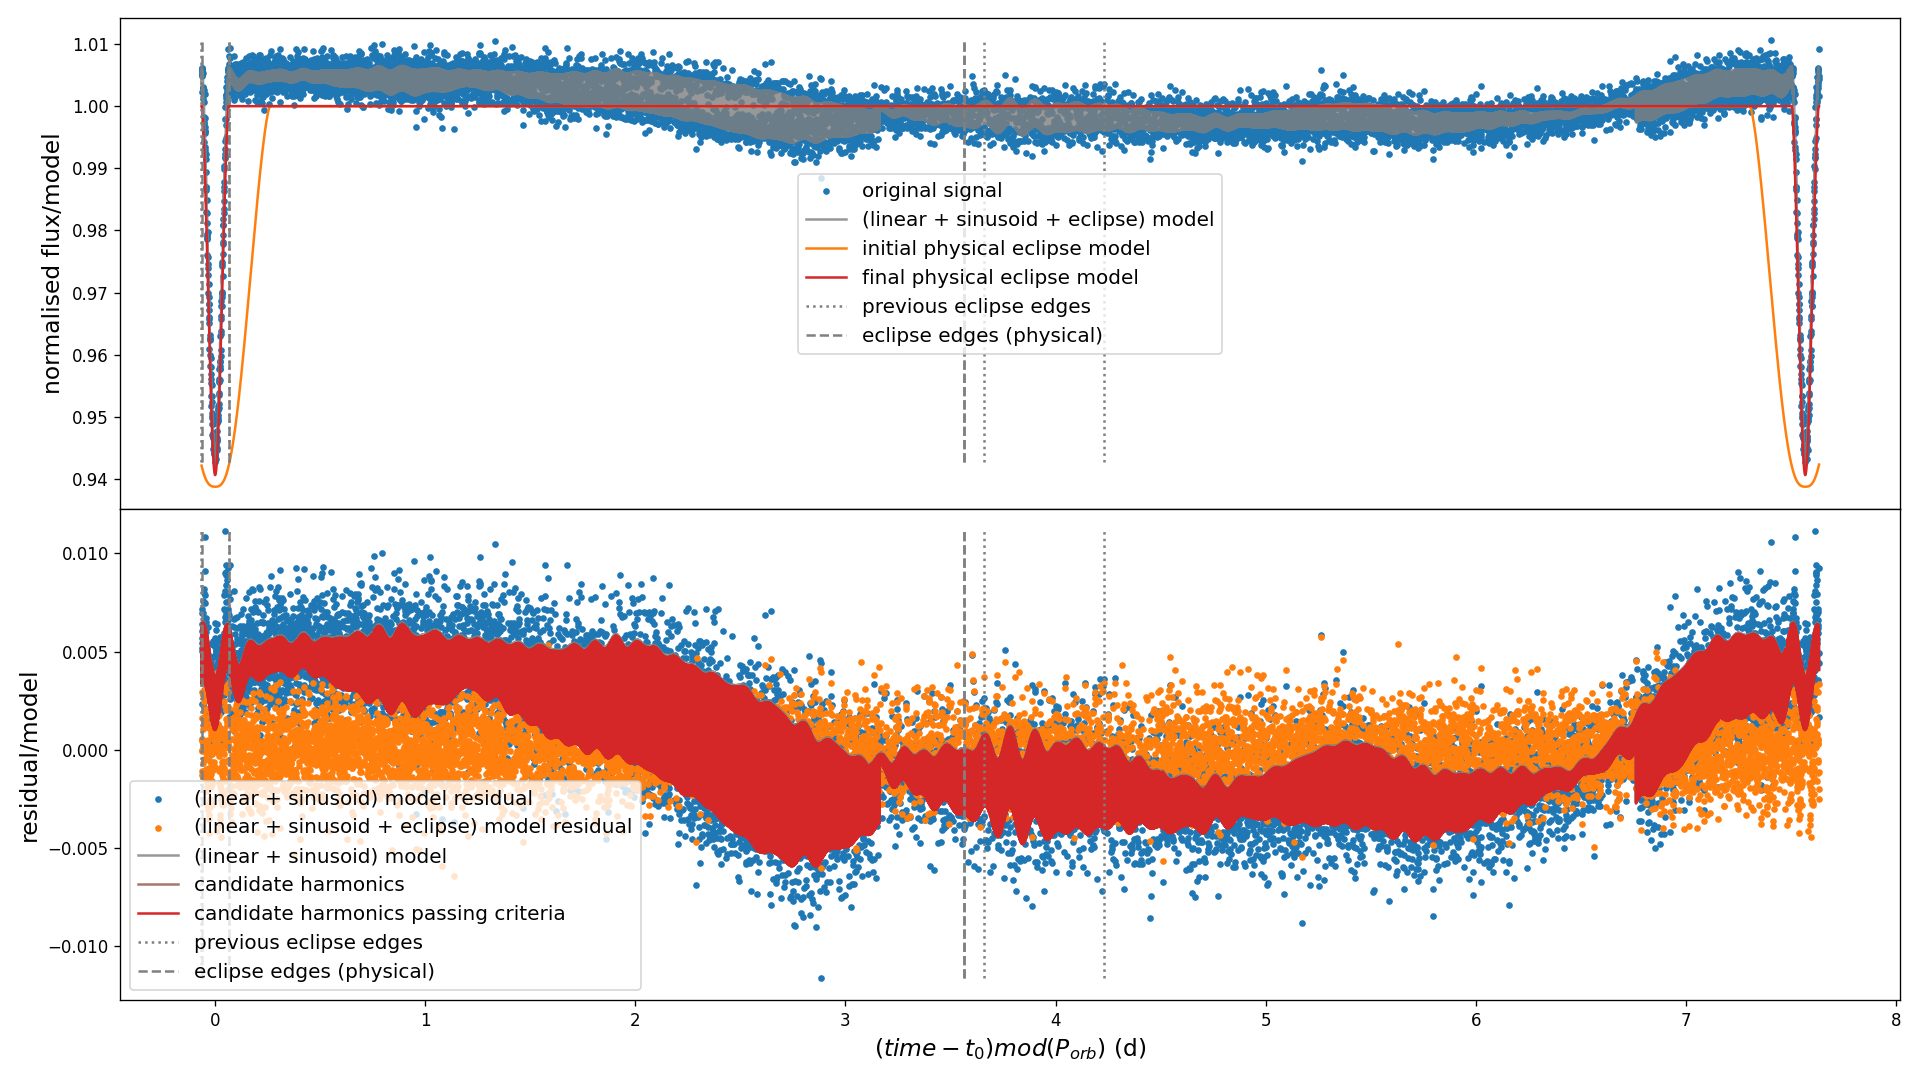 normalised flux/model
1.01
1.00
0.99
0.98
0.97
0.96
0.95
0.94
original signal
(linear + sinusoid + eclipse) model
initial physical eclipse model
final physical eclipse model
previous eclipse edges
eclipse edges (physical)
residual/model
0.010
0.005
0.000
−0.005
−0.010
(linear + sinusoid) model residual
(linear + sinusoid + eclipse) model residual
(linear + sinusoid) model
candidate harmonics
candidate harmonics passing criteria
previous eclipse edges
eclipse edges (physical)
0 1 2 3 4 5 6 7 8
(time − t₀)mod(P_orb) (d)